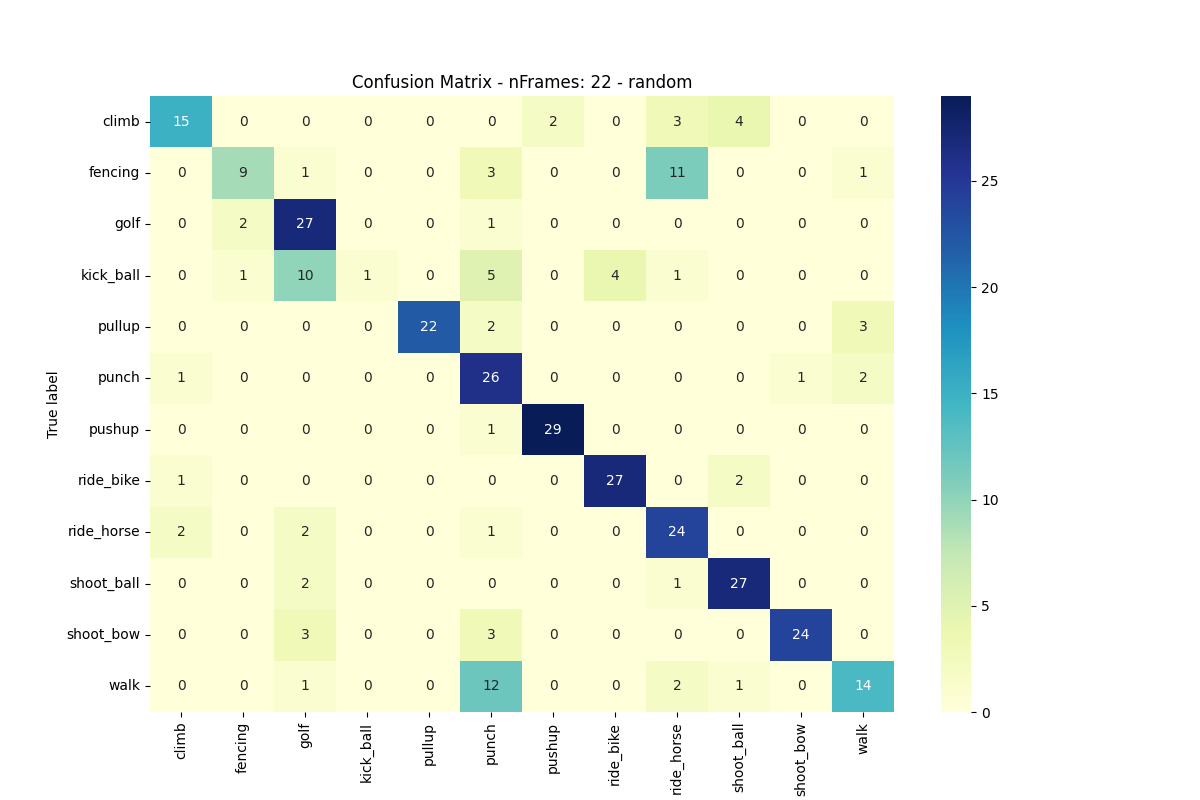 Confusion Matrix - nFrames: 22 - random
True label
climb 15 0 0 0 0 0 2 0 3 4 0 0
fencing 0 9 1 0 0 3 0 0 11 0 0 1
golf 0 2 27 0 0 1 0 0 0 0 0 0
kick_ball 0 1 10 1 0 5 0 4 1 0 0 0
pullup 0 0 0 0 22 2 0 0 0 0 0 3
punch 1 0 0 0 0 26 0 0 0 0 1 2
pushup 0 0 0 0 0 1 29 0 0 0 0 0
ride_bike 1 0 0 0 0 0 0 27 0 2 0 0
ride_horse 2 0 2 0 0 1 0 0 24 0 0 0
shoot_ball 0 0 2 0 0 0 0 0 1 27 0 0
shoot_bow 0 0 3 0 0 3 0 0 0 0 24 0
walk 0 0 1 0 0 12 0 0 2 1 0 14
climb fencing golf kick_ball pullup punch pushup ride_bike ride_horse shoot_ball shoot_bow walk
25
20
15
10
5
0